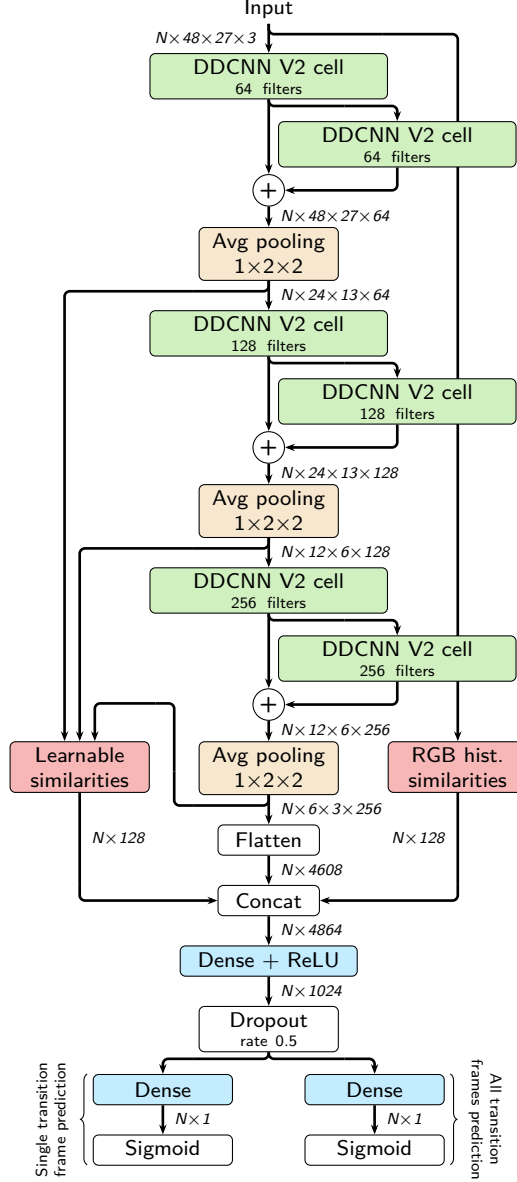 Input
N×48×27×3
DDCNN V2 cell
64 filters
DDCNN V2 cell
64 filters
+
N×48×27×64
Avg pooling
1×2×2
N×24×13×64
DDCNN V2 cell
128 filters
DDCNN V2 cell
128 filters
+
N×24×13×128
Avg pooling
1×2×2
N×12×6×128
DDCNN V2 cell
256 filters
DDCNN V2 cell
256 filters
+
N×12×6×256
Learnable
similarities
Avg pooling
1×2×2
RGB hist.
similarities
N×6×3×256
N×128
Flatten
N×128
N×4608
Concat
N×4864
Dense + ReLU
N×1024
Dropout
rate 0.5
Single transition
frame prediction
Dense
N×1
Sigmoid
Dense
N×1
Sigmoid
All transition
frames prediction